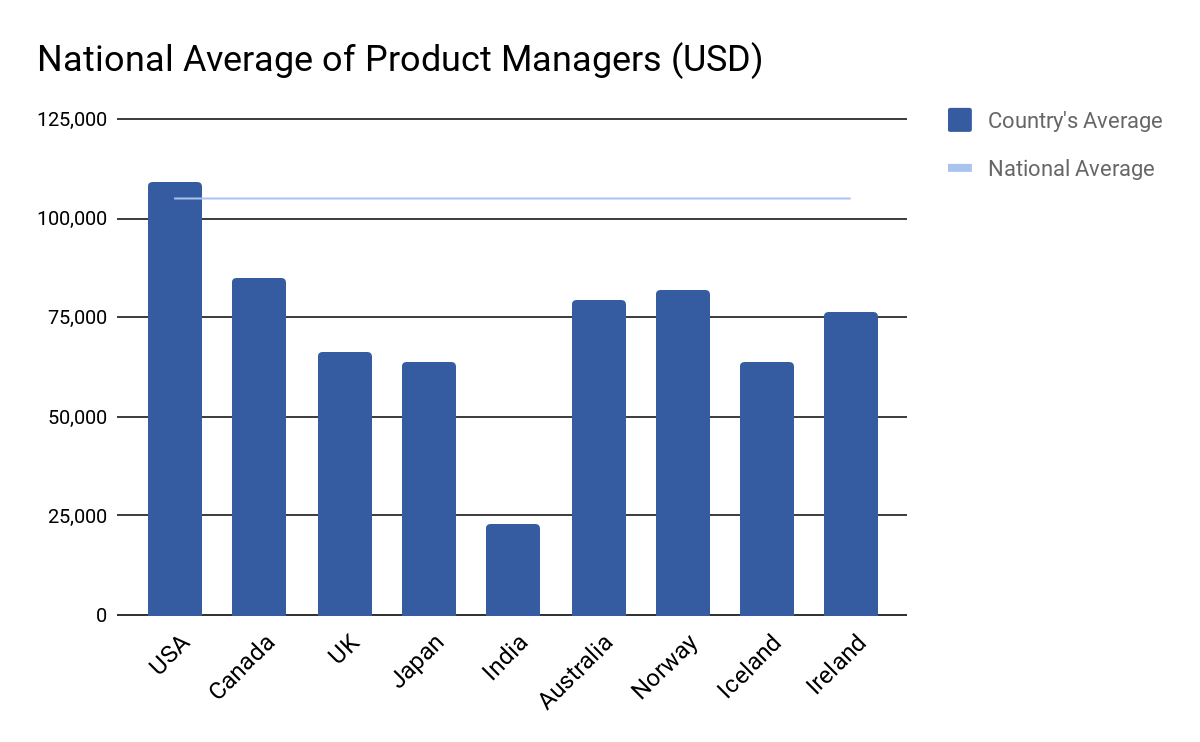 National Average of Product Managers (USD)
125,000
100,000
75,000
50,000
25,000
0
USA
Canada
UK
Japan
India
Australia
Norway
Iceland
Ireland
Country's Average
National Average